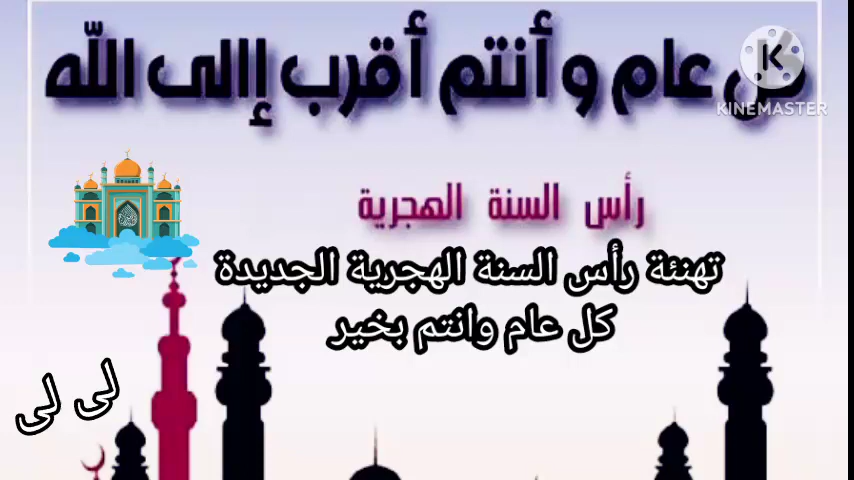 كل عام و أنتم أقرب إالى الله
KINEMASTER
رأس السنة الهجرية
تهنئة رأس السنة الهجرية الجديدة
كل عام وانتم بخير
لى لى